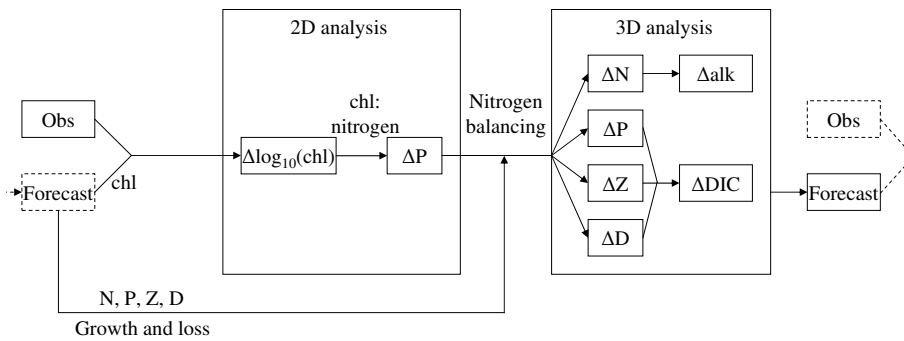 2D analysis
3D analysis
Obs
Forecast
chl
Δlog₁₀(chl)
chl:
nitrogen
ΔP
Nitrogen
balancing
ΔN
Δalk
ΔP
ΔZ
ΔD
ΔDIC
Obs
Forecast
N, P, Z, D
Growth and loss